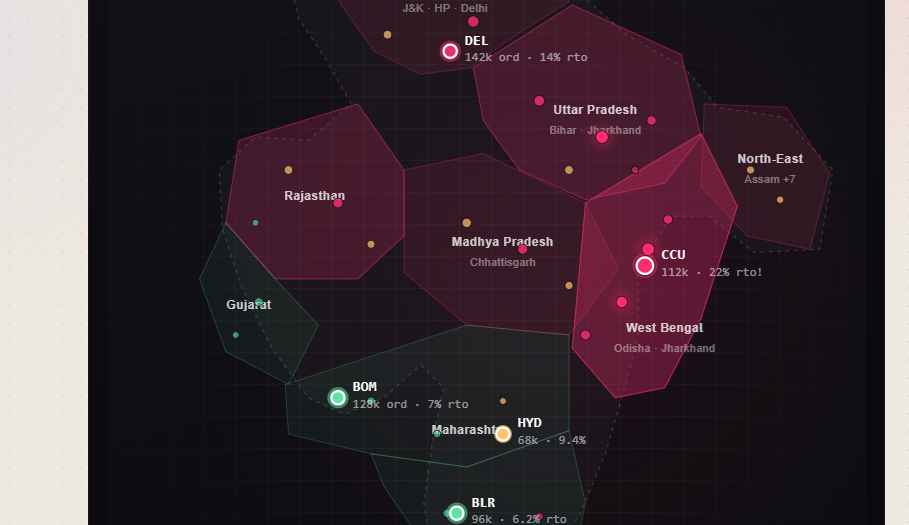 J&K · HP · Delhi
DEL
142k ord · 14% rto
Uttar Pradesh
Bihar · Jharkhand
North-East
Assam +7
Rajasthan
Madhya Pradesh
Chhattisgarh
CCU
112k · 22% rto!
Gujarat
West Bengal
Odisha · Jharkhand
BOM
128k ord · 7% rto
HYD
Maharasht
68k · 9.4%
BLR
96k · 6.2% rto